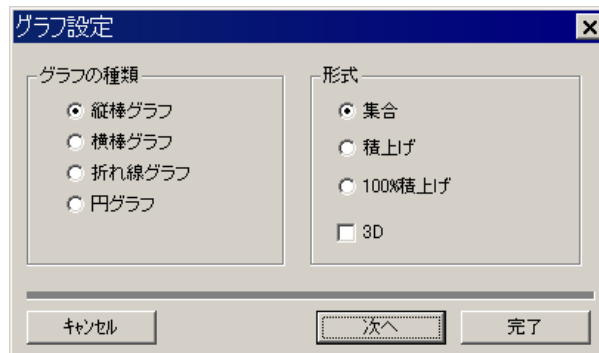 グラフ設定
グラフの種類
縦棒グラフ
横棒グラフ
折れ線グラフ
円グラフ
形式
集合
積上げ
100%積上げ
3D
ｷｬﾝｾﾙ
次へ
完了